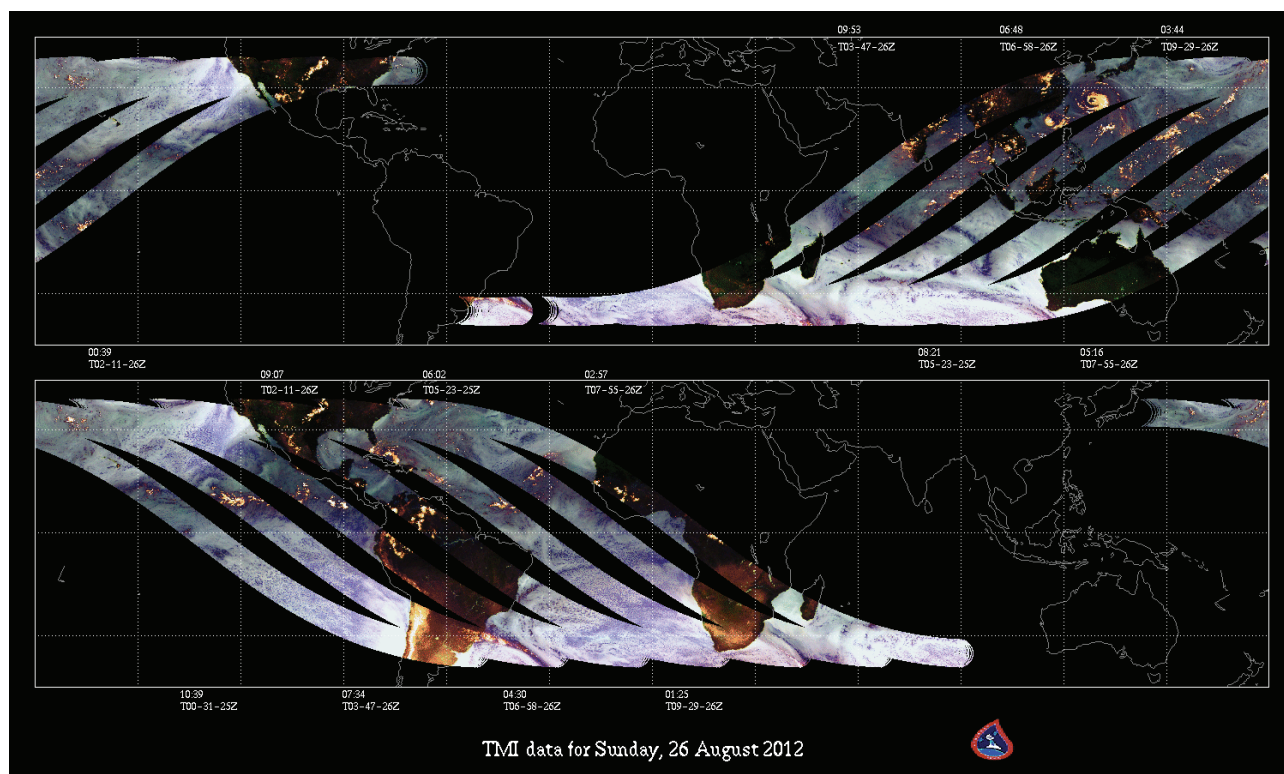 09:53
T03-47-26Z
06:48
T06-58-26Z
03:44
T09-29-26Z
00:39
T02-11-26Z
08:21
T05-23-25Z
05:16
T07-55-26Z
09:07
T02-11-26Z
06:02
T05-23-25Z
02:57
T07-55-26Z
10:39
T00-31-25Z
07:34
T03-47-26Z
04:30
T06-58-26Z
01:25
T09-29-26Z
TMI data for Sunday, 26 August 2012